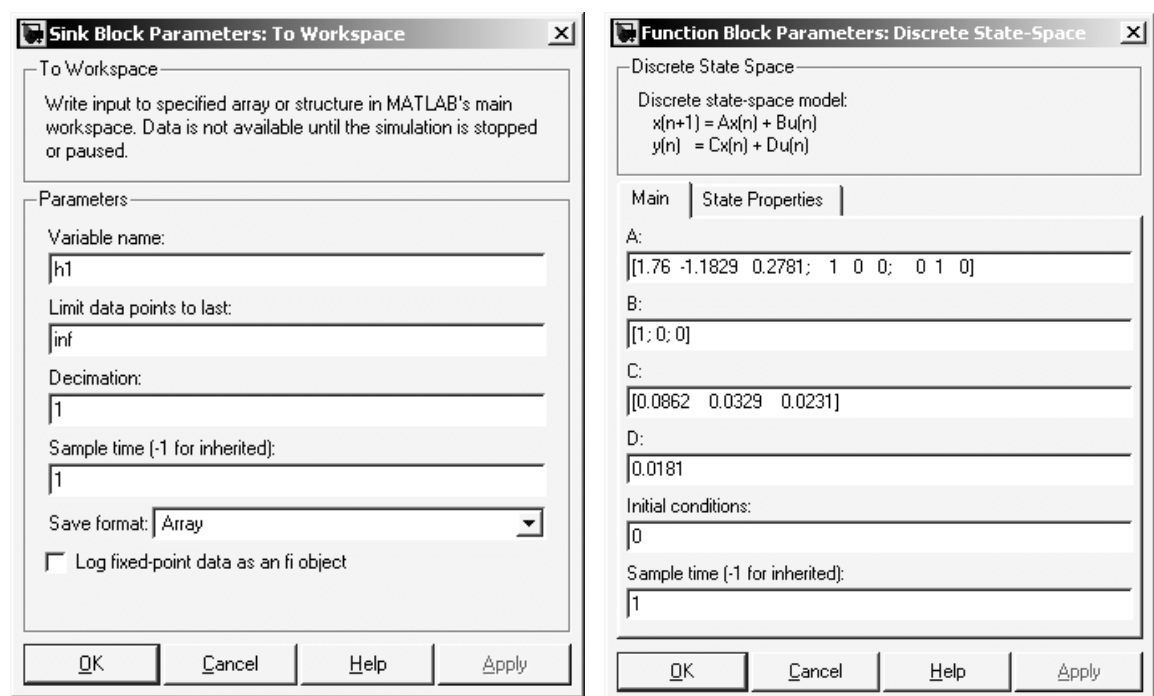 Sink Block Parameters: To Workspace
To Workspace
Write input to specified array or structure in MATLAB's main
workspace. Data is not available until the simulation is stopped
or paused.
Parameters
Variable name:
h1
Limit data points to last:
inf
Decimation:
1
Sample time (-1 for inherited):
1
Save format: Array
Log fixed-point data as an fi object
OK Cancel Help Apply
Function Block Parameters: Discrete State-Space
Discrete State Space
Discrete state-space model:
x(n+1) = Ax(n) + Bu(n)
y(n) = Cx(n) + Du(n)
Main State Properties
A:
[1.76 -1.1829 0.2781; 1 0 0; 0 1 0]
B:
[1; 0; 0]
C:
[0.0862 0.0329 0.0231]
D:
0.0181
Initial conditions:
0
Sample time (-1 for inherited):
1
OK Cancel Help Apply